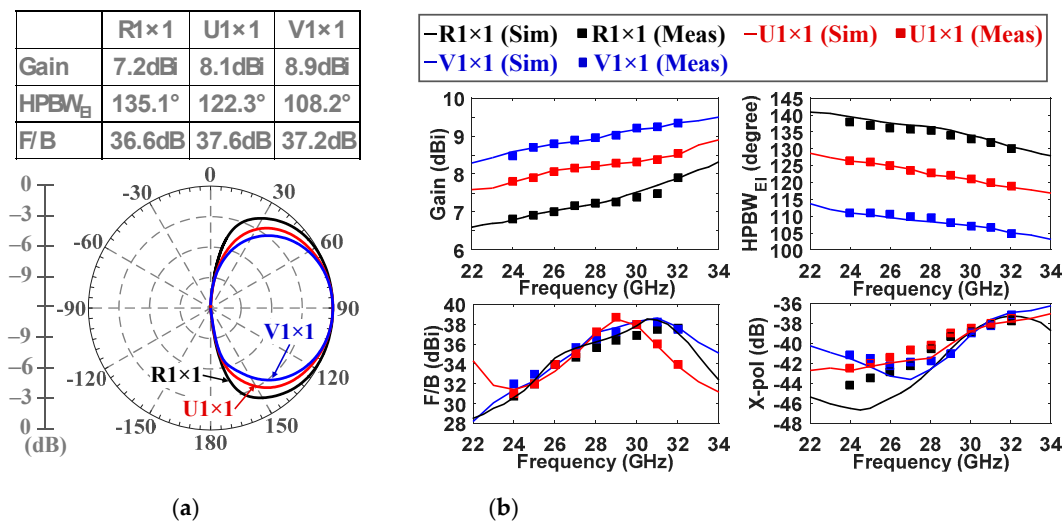 R1×1 U1×1 V1×1
Gain 7.2dBi 8.1dBi 8.9dBi
HPBW_El 135.1° 122.3° 108.2°
F/B 36.6dB 37.6dB 37.2dB
0
-3
-6
-9
-9
-6
-3
0
(dB)
0
-30 30
-60 60
-90 90
-120 120
-150 150
180
V1×1
R1×1
U1×1
(a)
R1×1 (Sim) R1×1 (Meas) U1×1 (Sim) U1×1 (Meas)
V1×1 (Sim) V1×1 (Meas)
Gain (dBi)
10
9
8
7
6
22 24 26 28 30 32 34
Frequency (GHz)
HPBW_El (degree)
145
140
135
130
125
120
115
110
105
100
22 24 26 28 30 32 34
Frequency (GHz)
F/B (dBi)
40
38
36
34
32
30
28
22 24 26 28 30 32 34
Frequency (GHz)
X-pol (dB)
-36
-38
-40
-42
-44
-46
-48
22 24 26 28 30 32 34
Frequency (GHz)
(b)